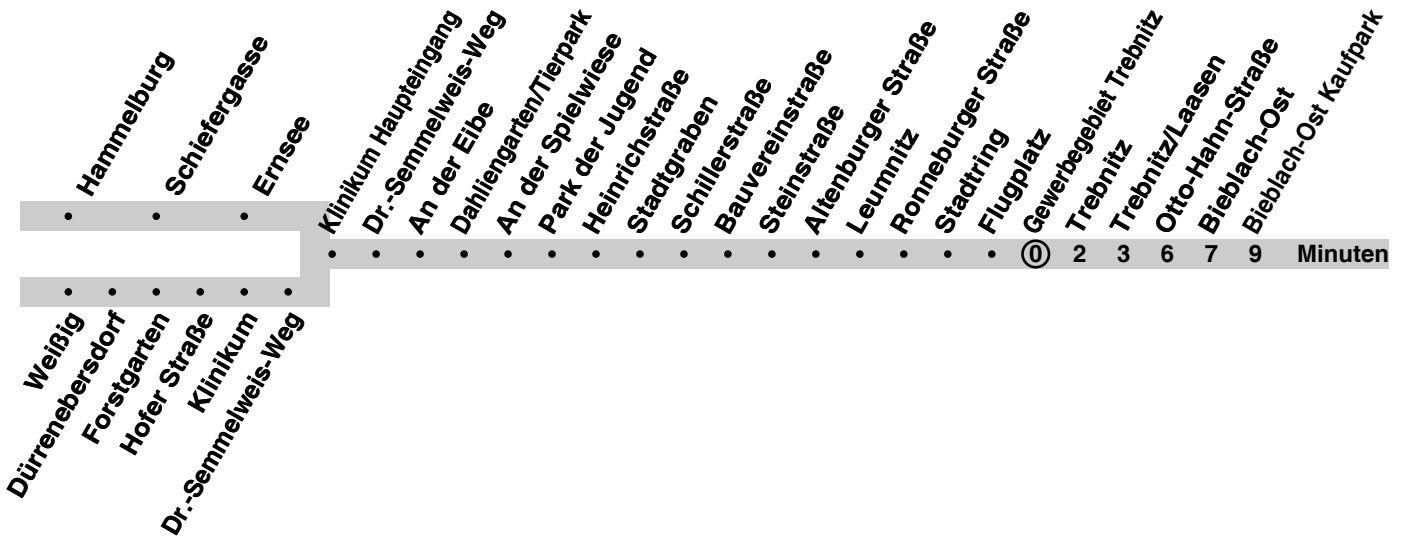 Hammelburg
Schiefergasse
Ernsee
Klinikum Haupteingang
Dr.-Semmelweis-Weg
An der Eibe
Dahliengarten/Tierpark
An der Spielwiese
Park der Jugend
Heinrichstraße
Stadtgraben
Schillerstraße
Bauvereinstraße
Steinstraße
Altenburger Straße
Leumnitz
Ronneburger Straße
Stadtring
Flugplatz
Gewerbegebiet Trebnitz
Trebnitz
Trebnitz/Laasen
Otto-Hahn-Straße
Bieblach-Ost
Bieblach-Ost Kaufpark
0 2 3 6 7 9 Minuten
Weißig
Dürrenebersdorf
Forstgarten
Hofer Straße
Klinikum
Dr.-Semmelweis-Weg